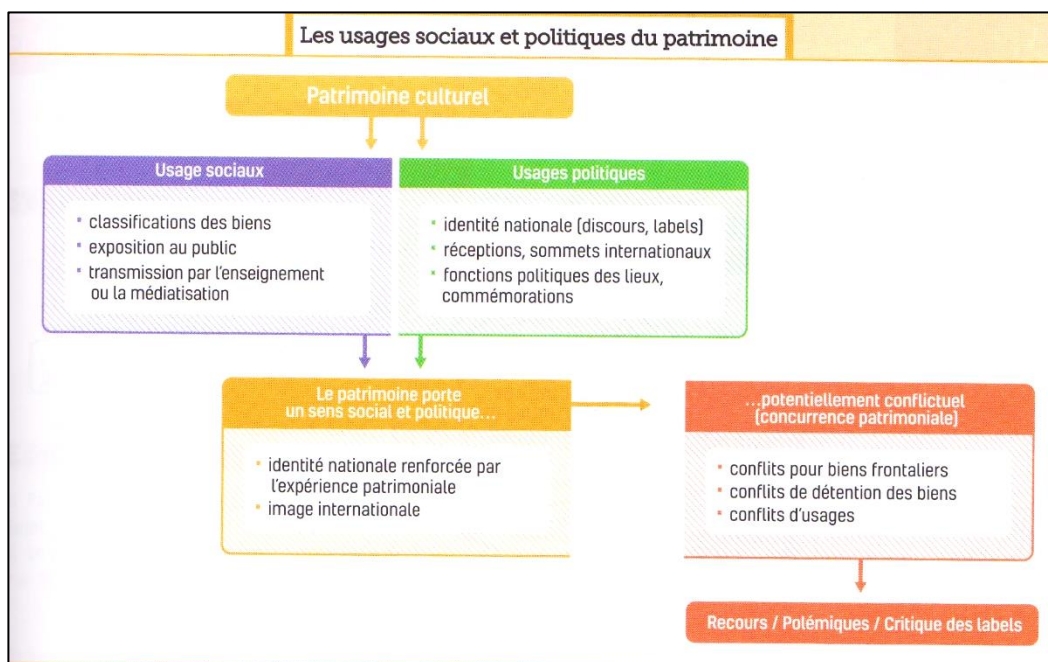 Les usages sociaux et politiques du patrimoine
Patrimoine culturel
Usage sociaux
▪ classifications des biens
▪ exposition au public
▪ transmission par l'enseignement
ou la médiatisation
Usages politiques
▪ identité nationale (discours, labels)
▪ réceptions, sommets internationaux
▪ fonctions politiques des lieux,
commémorations
Le patrimoine porte
un sens social et politique...
▪ identité nationale renforcée par
l'expérience patrimoniale
▪ image internationale
...potentiellement conflictuel
(concurrence patrimoniale)
▪ conflits pour biens frontaliers
▪ conflits de détention des biens
▪ conflits d'usages
Recours / Polémiques / Critique des labels